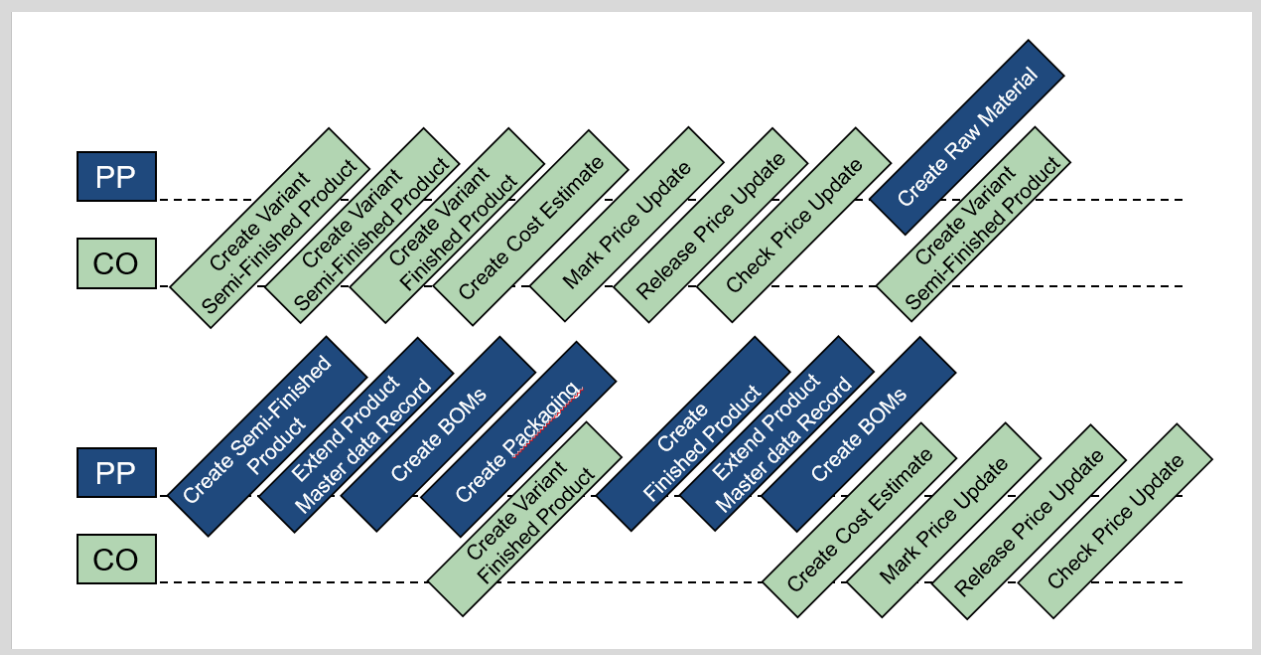 PP
CO
Create Variant
Semi-Finished Product
Create Variant
Semi-Finished Product
Create Variant
Finished Product
Create Cost Estimate
Mark Price Update
Release Price Update
Check Price Update
Create Raw Material
Create Variant
Semi-Finished Product
PP
CO
Create Semi-Finished
Product
Extend Product
Master data Record
Create BOMs
Create Packaging
Create Variant
Finished Product
Create
Finished Product
Extend Product
Master data Record
Create BOMs
Create Cost Estimate
Mark Price Update
Release Price Update
Check Price Update